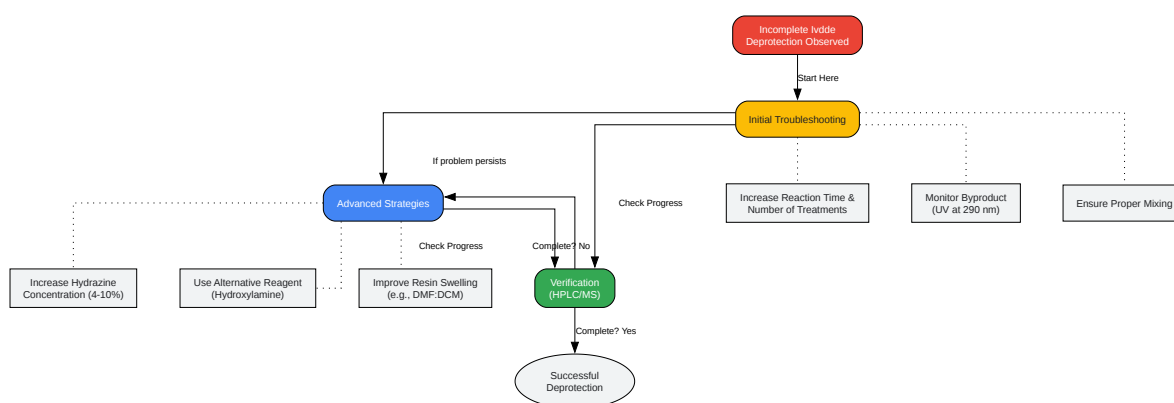 Incomplete Ivdde
Deprotection Observed
Start Here
Initial Troubleshooting
If problem persists
Advanced Strategies
Increase Reaction Time &
Number of Treatments
Monitor Byproduct
(UV at 290 nm)
Ensure Proper Mixing
Check Progress
Check Progress
Complete? No
Increase Hydrazine
Concentration (4-10%)
Use Alternative Reagent
(Hydroxylamine)
Improve Resin Swelling
(e.g., DMF:DCM)
Verification
(HPLC/MS)
Complete? Yes
Successful
Deprotection